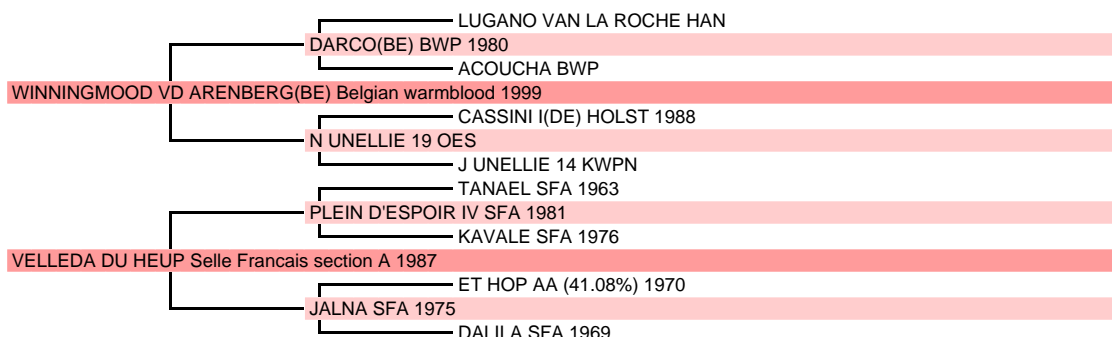 LUGANO VAN LA ROCHE HAN
DARCO(BE) BWP 1980
ACOUCHA BWP
WINNINGMOOD VD ARENBERG(BE) Belgian warmblood 1999
CASSINI I(DE) HOLST 1988
N UNELLIE 19 OES
J UNELLIE 14 KWPN
TANAEL SFA 1963
PLEIN D'ESPOIR IV SFA 1981
KAVALE SFA 1976
VELLEDA DU HEUP Selle Francais section A 1987
ET HOP AA (41.08%) 1970
JALNA SFA 1975
DALILA SFA 1969